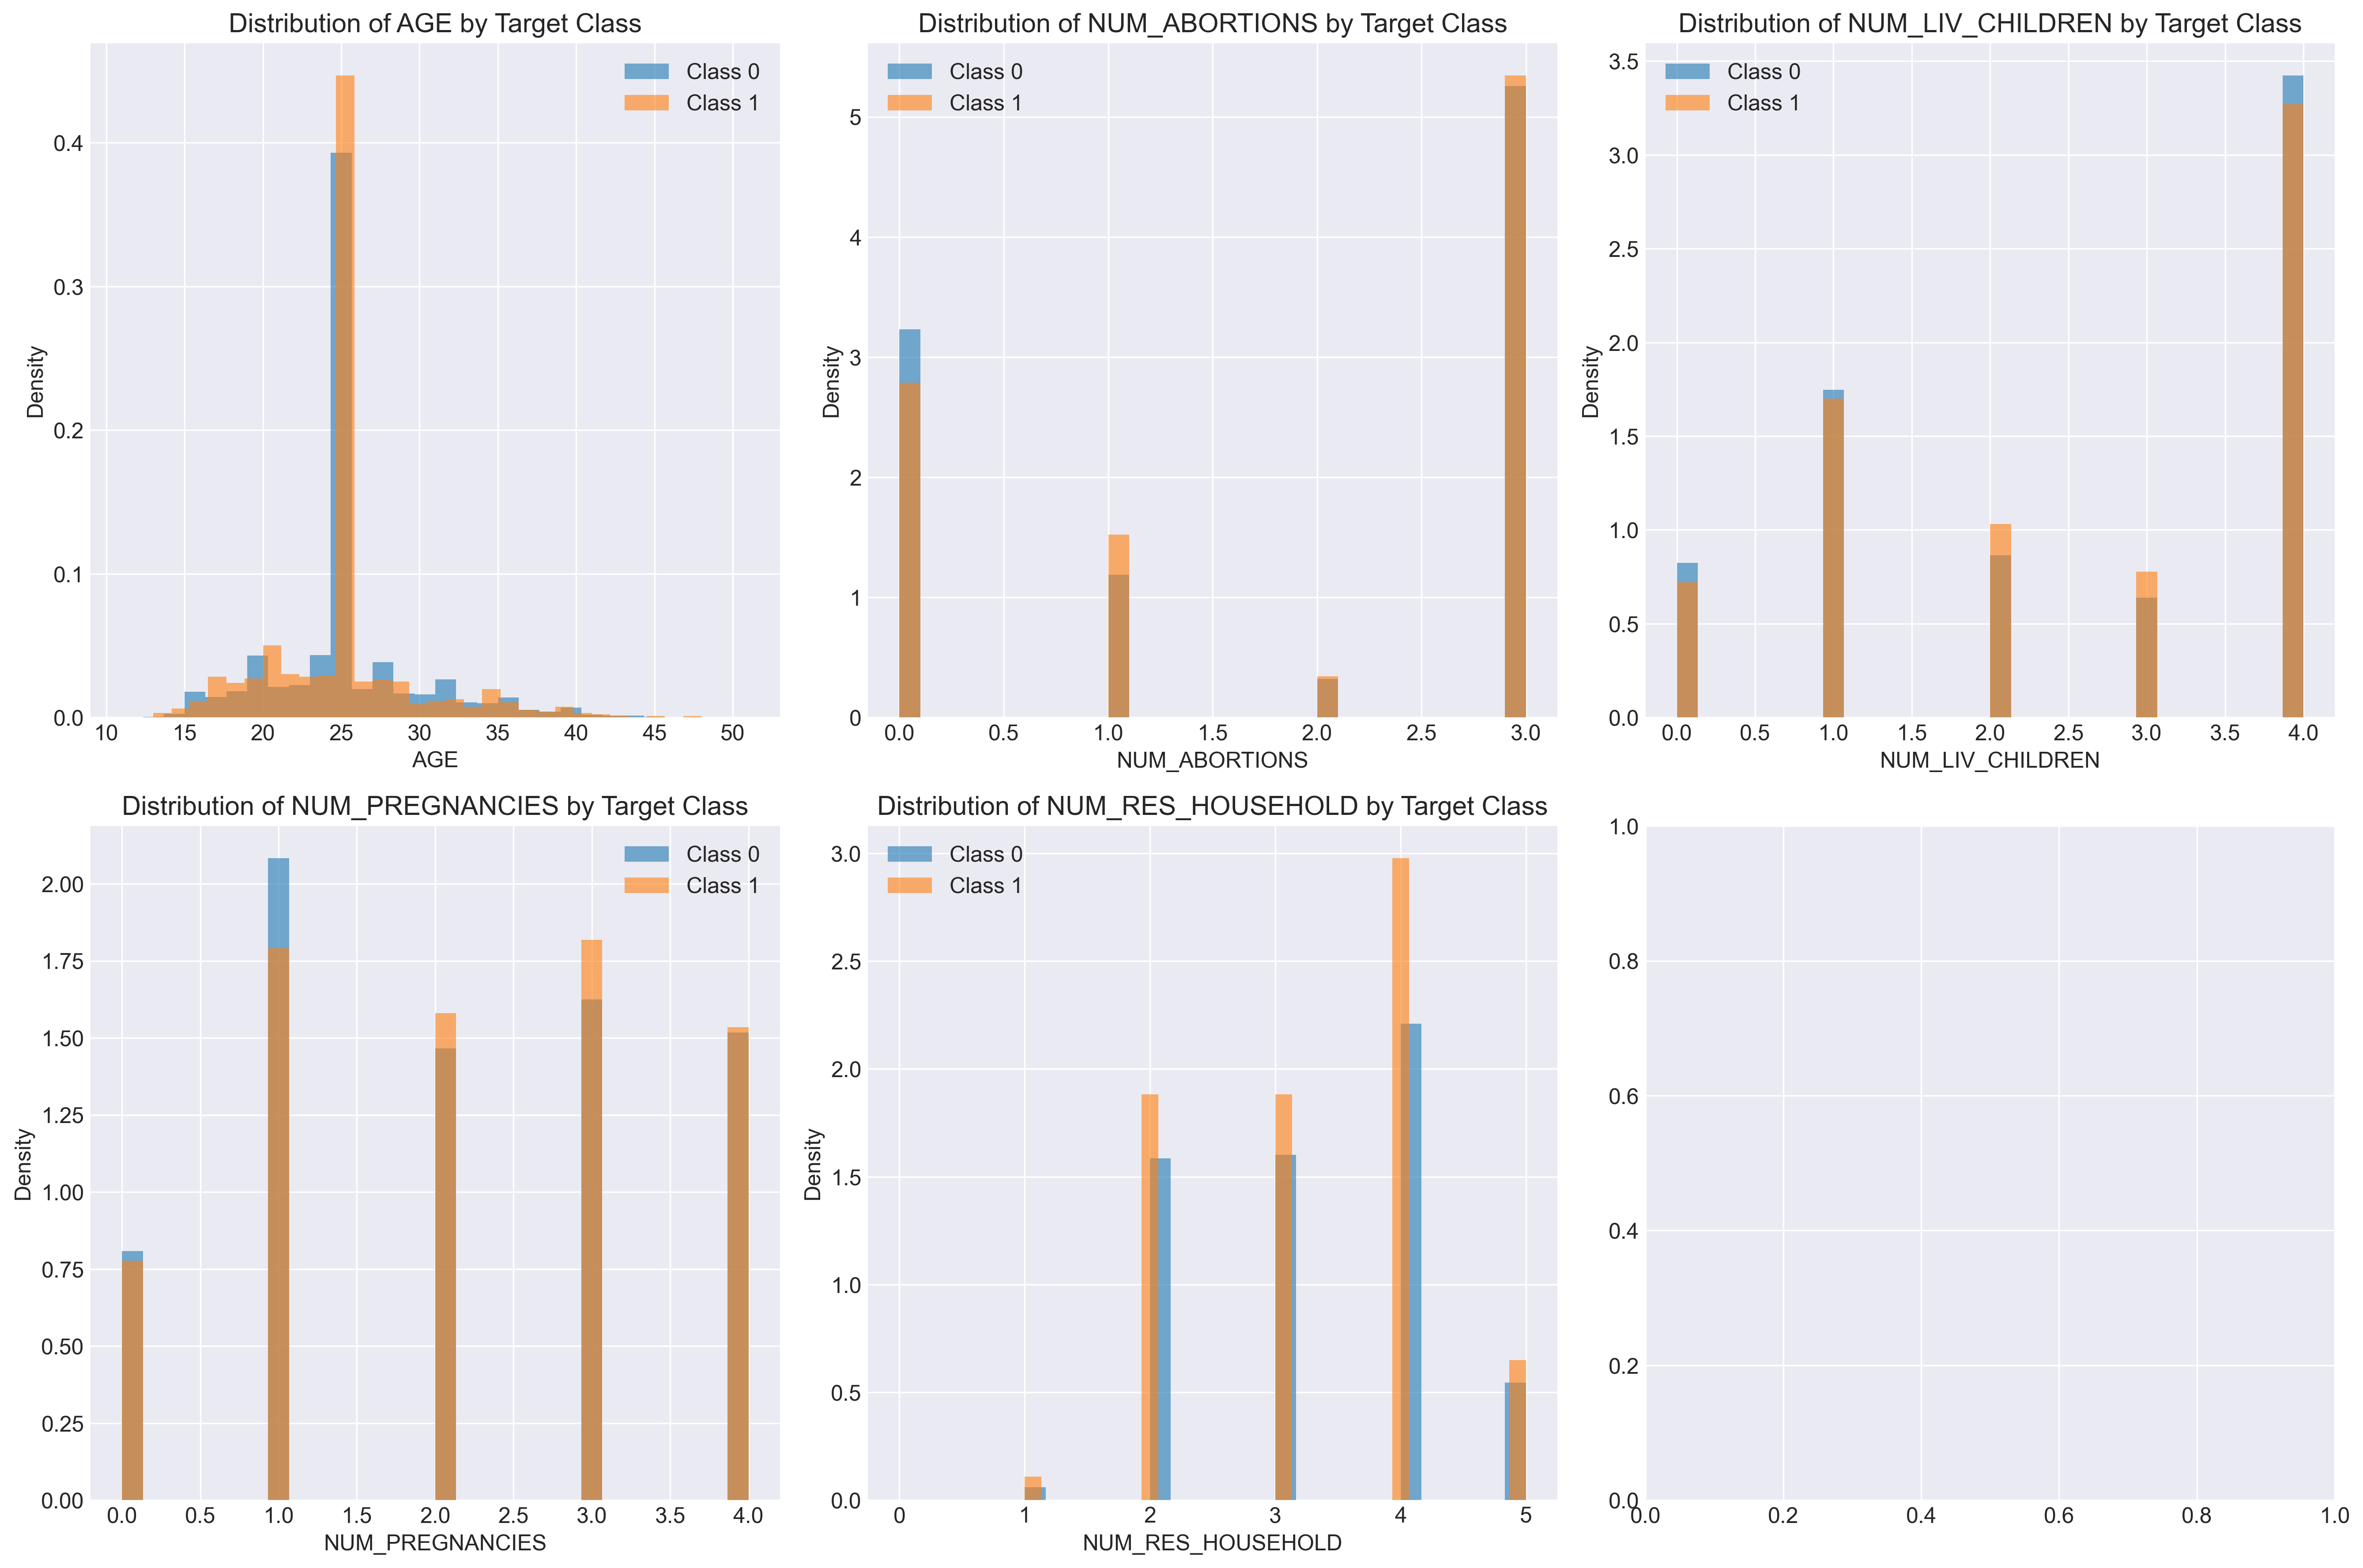 Distribution of AGE by Target Class
Density
0.4
0.3
0.2
0.1
0.0
10 15 20 25 30 35 40 45 50
AGE
Class 0
Class 1
Distribution of NUM_ABORTIONS by Target Class
Density
5
4
3
2
1
0
0.0 0.5 1.0 1.5 2.0 2.5 3.0
NUM_ABORTIONS
Class 0
Class 1
Distribution of NUM_LIV_CHILDREN by Target Class
Density
3.5
3.0
2.5
2.0
1.5
1.0
0.5
0.0
0.0 0.5 1.0 1.5 2.0 2.5 3.0 3.5 4.0
NUM_LIV_CHILDREN
Class 0
Class 1
Distribution of NUM_PREGNANCIES by Target Class
Density
2.00
1.75
1.50
1.25
1.00
0.75
0.50
0.25
0.00
0.0 0.5 1.0 1.5 2.0 2.5 3.0 3.5 4.0
NUM_PREGNANCIES
Class 0
Class 1
Distribution of NUM_RES_HOUSEHOLD by Target Class
Density
3.0
2.5
2.0
1.5
1.0
0.5
0.0
0 1 2 3 4 5
NUM_RES_HOUSEHOLD
Class 0
Class 1
1.0
0.8
0.6
0.4
0.2
0.0
0.0 0.2 0.4 0.6 0.8 1.0